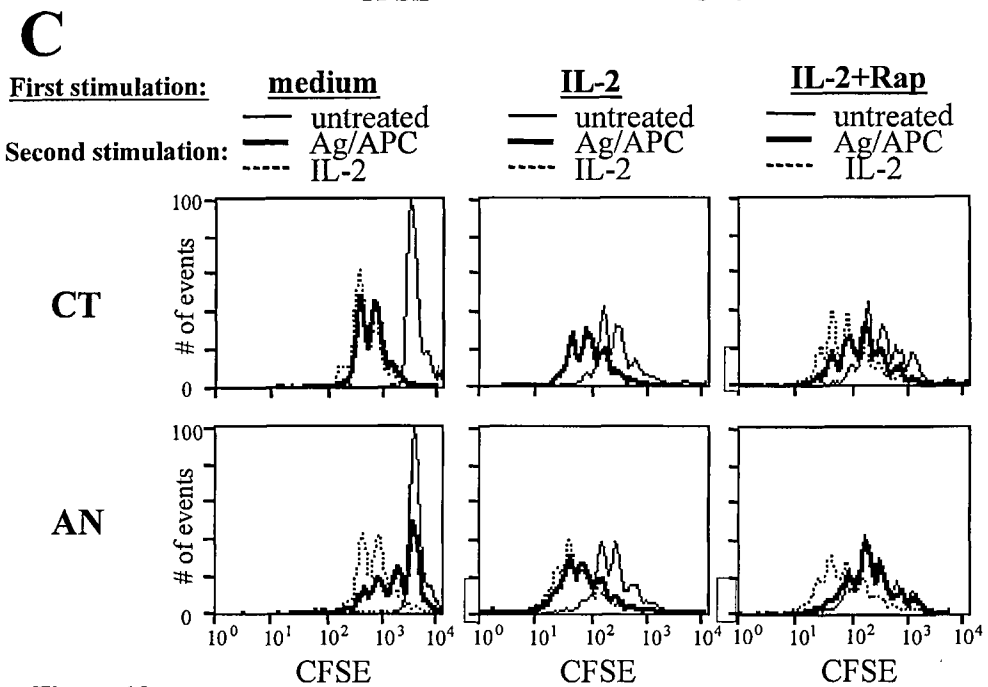 C
First stimulation: medium IL-2 IL-2+Rap
untreated untreated untreated
Second stimulation: Ag/APC Ag/APC Ag/APC
IL-2 IL-2 IL-2
100
# of events
CT
0
100
# of events
AN
0
10^0 10^1 10^2 10^3 10^4 10^0 10^1 10^2 10^3 10^4 10^0 10^1 10^2 10^3 10^4
CFSE CFSE CFSE